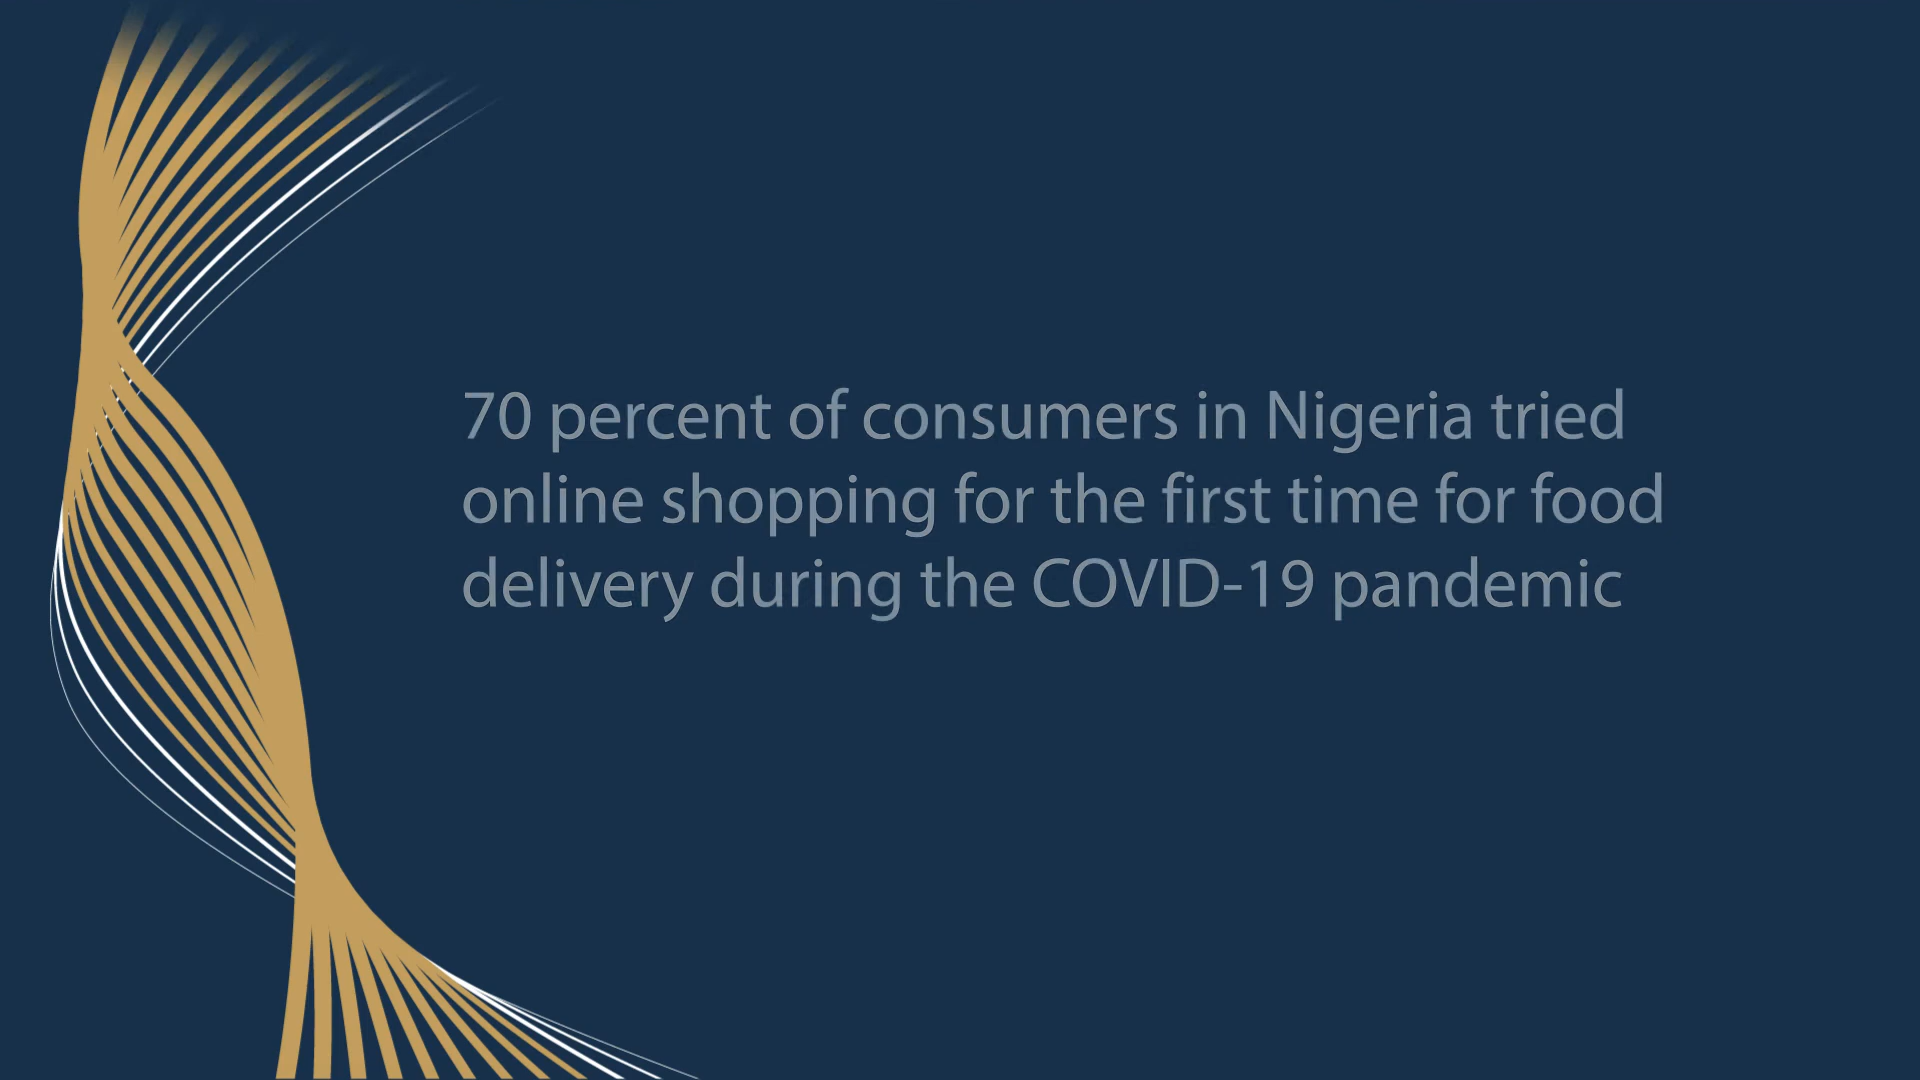 70 percent of consumers in Nigeria tried
online shopping for the first time for food
delivery during the COVID-19 pandemic